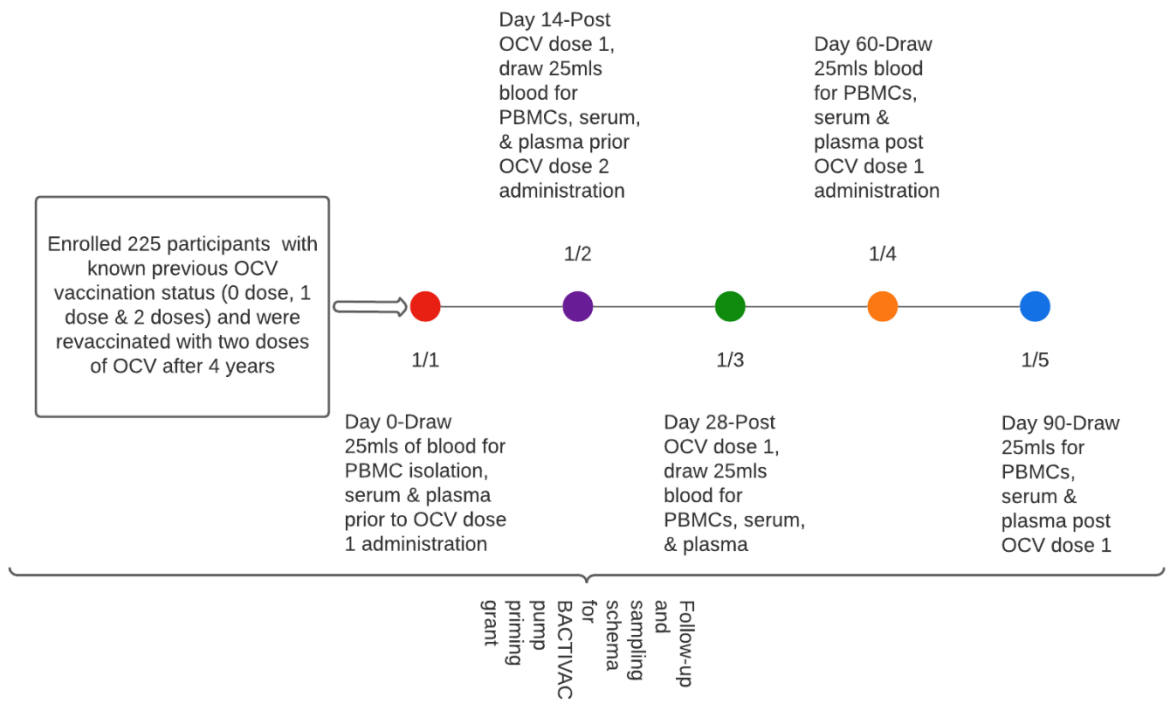 Enrolled 225 participants with
known previous OCV
vaccination status (0 dose, 1
dose & 2 doses) and were
revaccinated with two doses
of OCV after 4 years
1/1
Day 0-Draw
25mls of blood for
PBMC isolation,
serum & plasma
prior to OCV dose
1 administration
Day 14-Post
OCV dose 1,
draw 25mls
blood for
PBMCs, serum,
& plasma prior
OCV dose 2
administration
1/2
1/3
Day 28-Post
OCV dose 1,
draw 25mls
blood for
PBMCs, serum,
& plasma
Day 60-Draw
25mls blood
for PBMCs,
serum &
plasma post
OCV dose 1
administration
1/4
1/5
Day 90-Draw
25mls for
PBMCs,
serum &
plasma post
OCV dose 1
Follow-up
and
sampling
schema
for
BACTIVAC
pump
priming
grant